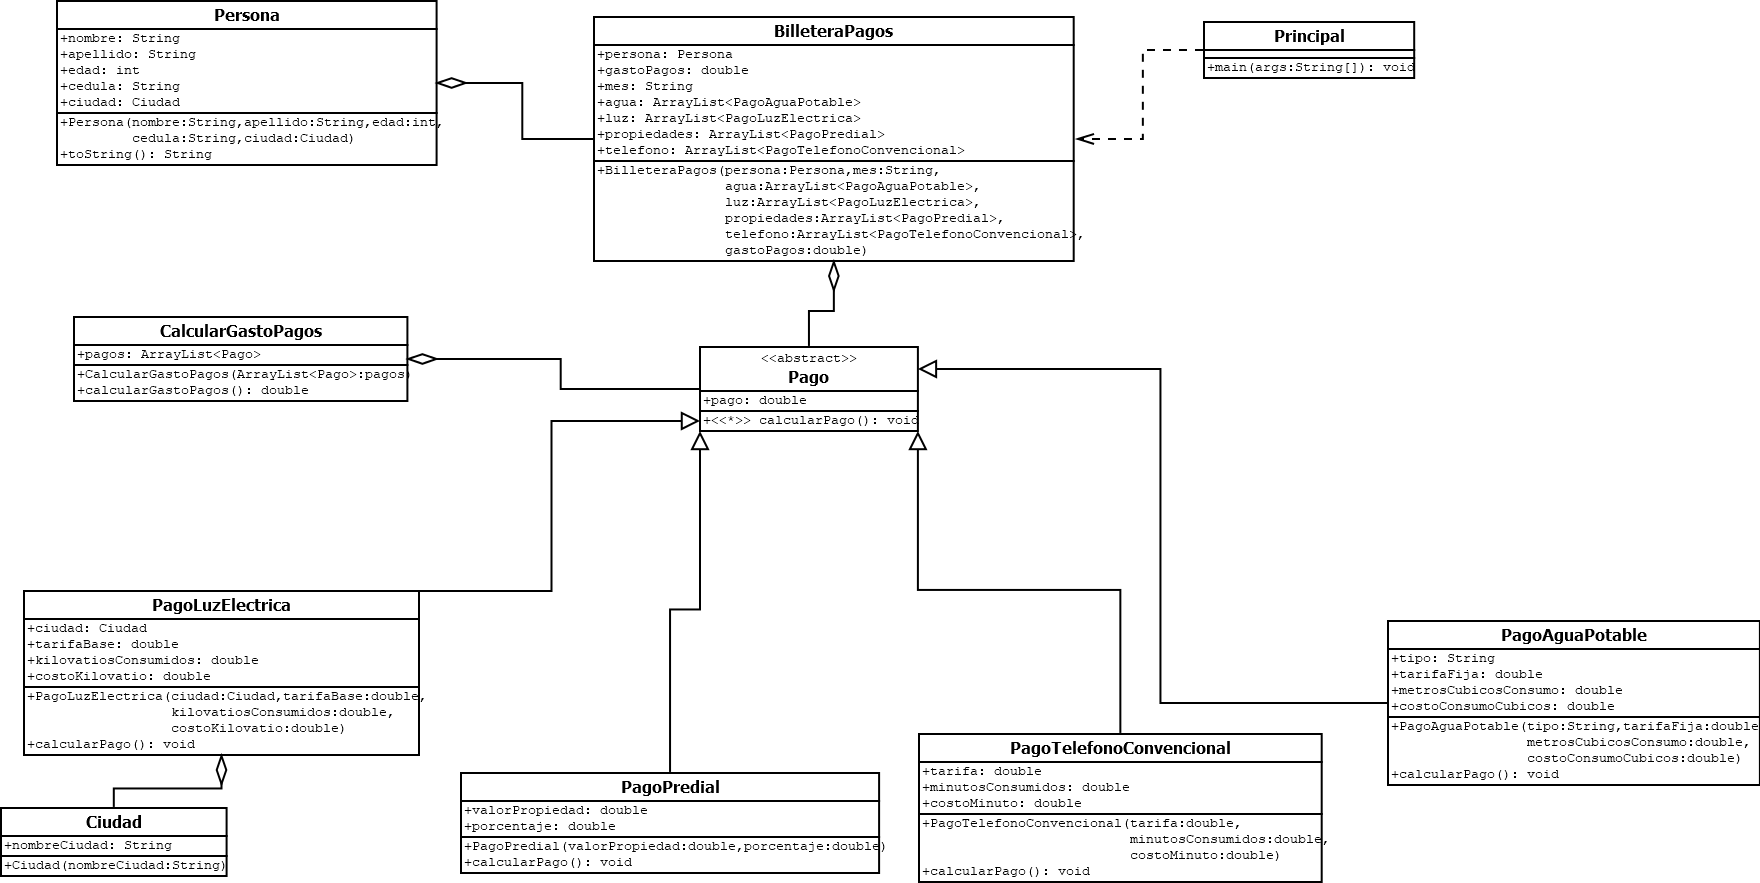 Persona
+nombre: String
+apellido: String
+edad: int
+cedula: String
+ciudad: Ciudad
+Persona(nombre:String,apellido:String,edad:int,
cedula:String,ciudad:Ciudad)
+toString(): String
BilleteraPagos
+persona: Persona
+gastoPagos: double
+mes: String
+agua: ArrayList<PagoAguaPotable>
+luz: ArrayList<PagoLuzElectrica>
+propiedades: ArrayList<PagoPredial>
+telefono: ArrayList<PagoTelefonoConvencional>
+BilleteraPagos(persona:Persona,mes:String,
agua:ArrayList<PagoAguaPotable>,
luz:ArrayList<PagoLuzElectrica>,
propiedades:ArrayList<PagoPredial>,
telefono:ArrayList<PagoTelefonoConvencional>,
gastoPagos:double)
Principal
+main(args:String[]): void
CalcularGastoPagos
+pagos: ArrayList<Pago>
+CalcularGastoPagos(ArrayList<Pago>:pagos)
+calcularGastoPagos(): double
<<abstract>>
Pago
+pago: double
+<<*>> calcularPago(): void
PagoLuzElectrica
+ciudad: Ciudad
+tarifaBase: double
+kilovatiosConsumidos: double
+costoKilovatio: double
+PagoLuzElectrica(ciudad:Ciudad,tarifaBase:double,
kilovatiosConsumidos:double,
costoKilovatio:double)
+calcularPago(): void
Ciudad
+nombreCiudad: String
+Ciudad(nombreCiudad:String)
PagoPredial
+valorPropiedad: double
+porcentaje: double
+PagoPredial(valorPropiedad:double,porcentaje:double)
+calcularPago(): void
PagoTelefonoConvencional
+tarifa: double
+minutosConsumidos: double
+costoMinuto: double
+PagoTelefonoConvencional(tarifa:double,
minutosConsumidos:double,
costoMinuto:double)
+calcularPago(): void
PagoAguaPotable
+tipo: String
+tarifaFija: double
+metrosCubicosConsumo: double
+costoConsumoCubicos: double
+PagoAguaPotable(tipo:String,tarifaFija:double
metrosCubicosConsumo:double,
costoConsumoCubicos:double)
+calcularPago(): void